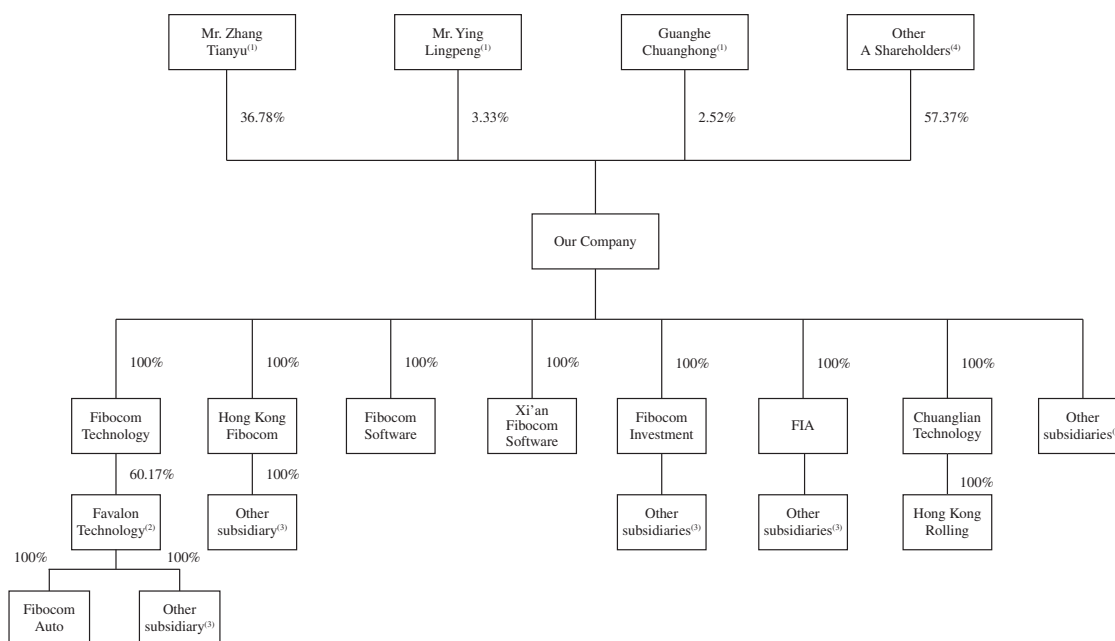 Mr. Zhang
Tianyu(1)
Mr. Ying
Lingpeng(1)
Guanghe
Chuanghong(1)
Other
A Shareholders(4)
36.78%
3.33%
2.52%
57.37%
Our Company
100%
100%
100%
100%
100%
100%
100%
Fibocom
Technology
Hong Kong
Fibocom
Fibocom
Software
Xi'an
Fibocom
Software
Fibocom
Investment
FIA
Chuanglian
Technology
Other
subsidiaries(
60.17%
100%
100%
Favalon
Technology(2)
Other
subsidiary(3)
Other
subsidiaries(3)
Other
subsidiaries(3)
Hong Kong
Rolling
100%
100%
Fibocom
Auto
Other
subsidiary(3)